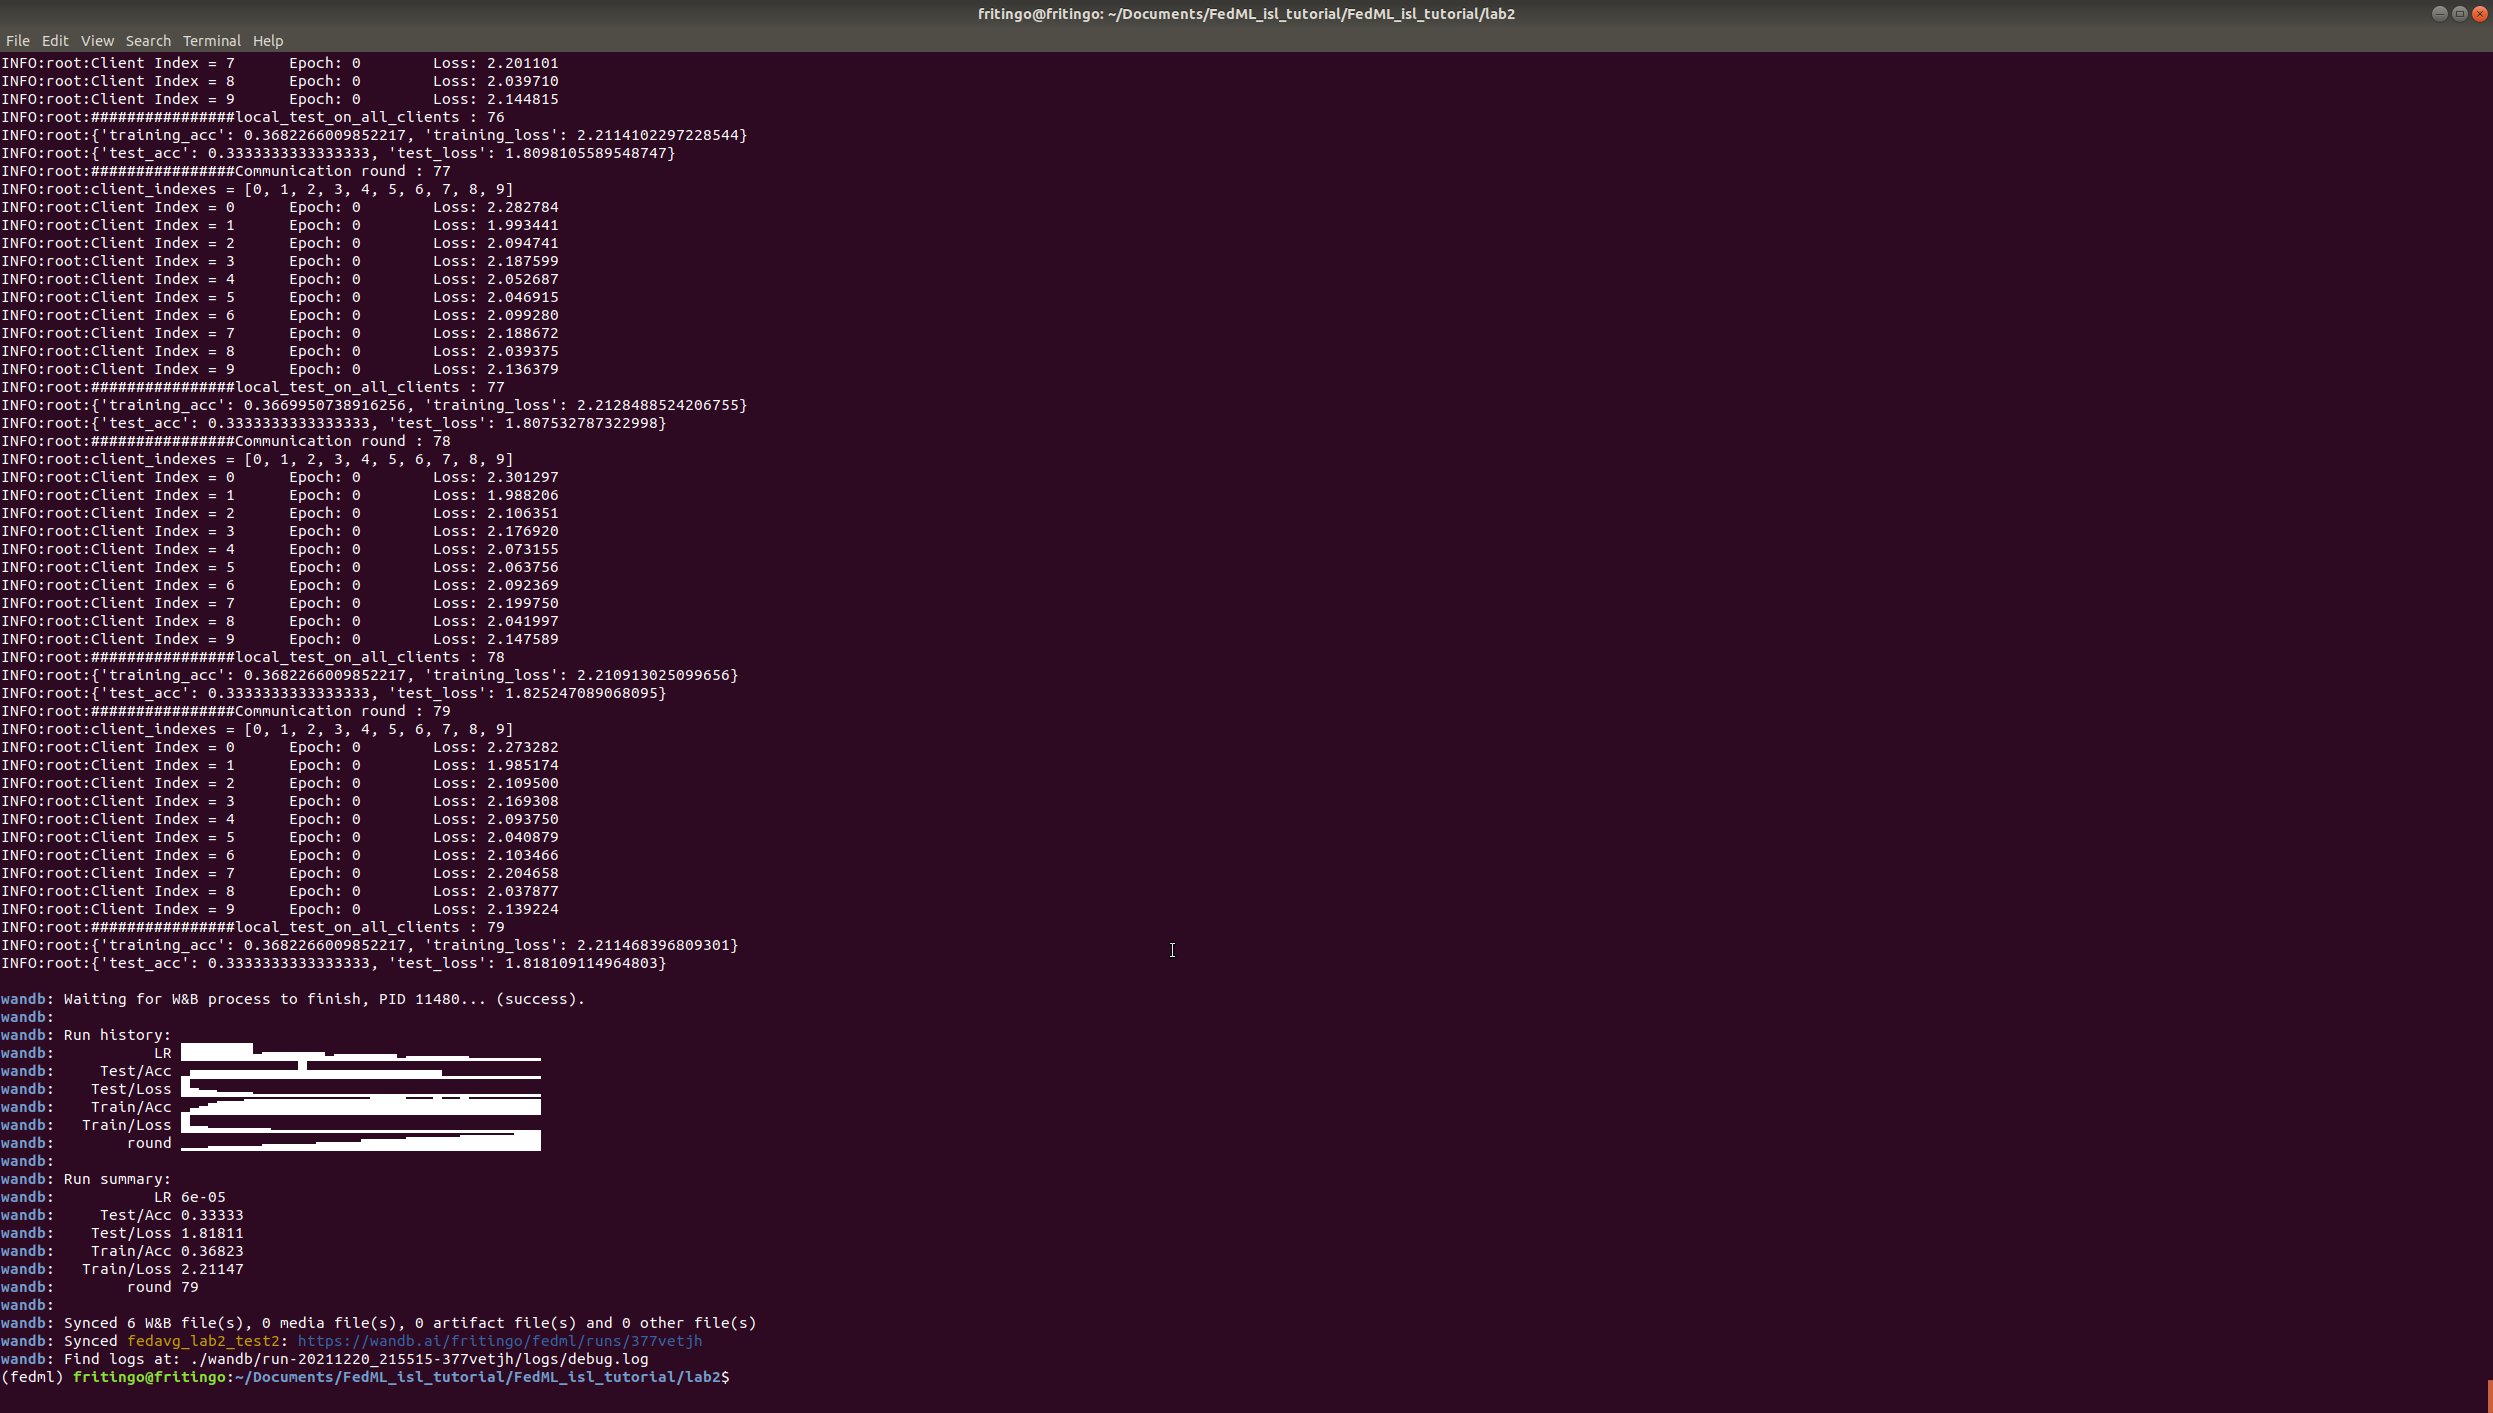 fritingo@fritingo: ~/Documents/FedML_isl_tutorial/FedML_isl_tutorial/lab2
File Edit View Search Terminal Help
INFO:root:Client Index = 7 Epoch: 0 Loss: 2.201101
INFO:root:Client Index = 8 Epoch: 0 Loss: 2.039710
INFO:root:Client Index = 9 Epoch: 0 Loss: 2.144815
INFO:root:################local_test_on_all_clients : 76
INFO:root:{'training_acc': 0.3682266009852217, 'training_loss': 2.2114102297228544}
INFO:root:{'test_acc': 0.3333333333333333, 'test_loss': 1.8098105589548747}
INFO:root:################Communication round : 77
INFO:root:client_indexes = [0, 1, 2, 3, 4, 5, 6, 7, 8, 9]
INFO:root:Client Index = 0 Epoch: 0 Loss: 2.282784
INFO:root:Client Index = 1 Epoch: 0 Loss: 1.993441
INFO:root:Client Index = 2 Epoch: 0 Loss: 2.094741
INFO:root:Client Index = 3 Epoch: 0 Loss: 2.187599
INFO:root:Client Index = 4 Epoch: 0 Loss: 2.052687
INFO:root:Client Index = 5 Epoch: 0 Loss: 2.046915
INFO:root:Client Index = 6 Epoch: 0 Loss: 2.099280
INFO:root:Client Index = 7 Epoch: 0 Loss: 2.188672
INFO:root:Client Index = 8 Epoch: 0 Loss: 2.039375
INFO:root:Client Index = 9 Epoch: 0 Loss: 2.136379
INFO:root:################local_test_on_all_clients : 77
INFO:root:{'training_acc': 0.3669950738916256, 'training_loss': 2.2128488524206755}
INFO:root:{'test_acc': 0.3333333333333333, 'test_loss': 1.807532787322998}
INFO:root:################Communication round : 78
INFO:root:client_indexes = [0, 1, 2, 3, 4, 5, 6, 7, 8, 9]
INFO:root:Client Index = 0 Epoch: 0 Loss: 2.301297
INFO:root:Client Index = 1 Epoch: 0 Loss: 1.988206
INFO:root:Client Index = 2 Epoch: 0 Loss: 2.106351
INFO:root:Client Index = 3 Epoch: 0 Loss: 2.176920
INFO:root:Client Index = 4 Epoch: 0 Loss: 2.073155
INFO:root:Client Index = 5 Epoch: 0 Loss: 2.063756
INFO:root:Client Index = 6 Epoch: 0 Loss: 2.092369
INFO:root:Client Index = 7 Epoch: 0 Loss: 2.199750
INFO:root:Client Index = 8 Epoch: 0 Loss: 2.041997
INFO:root:Client Index = 9 Epoch: 0 Loss: 2.147589
INFO:root:################local_test_on_all_clients : 78
INFO:root:{'training_acc': 0.3682266009852217, 'training_loss': 2.210913025099656}
INFO:root:{'test_acc': 0.3333333333333333, 'test_loss': 1.825247089068095}
INFO:root:################Communication round : 79
INFO:root:client_indexes = [0, 1, 2, 3, 4, 5, 6, 7, 8, 9]
INFO:root:Client Index = 0 Epoch: 0 Loss: 2.273282
INFO:root:Client Index = 1 Epoch: 0 Loss: 1.985174
INFO:root:Client Index = 2 Epoch: 0 Loss: 2.109500
INFO:root:Client Index = 3 Epoch: 0 Loss: 2.169308
INFO:root:Client Index = 4 Epoch: 0 Loss: 2.093750
INFO:root:Client Index = 5 Epoch: 0 Loss: 2.040879
INFO:root:Client Index = 6 Epoch: 0 Loss: 2.103466
INFO:root:Client Index = 7 Epoch: 0 Loss: 2.204658
INFO:root:Client Index = 8 Epoch: 0 Loss: 2.037877
INFO:root:Client Index = 9 Epoch: 0 Loss: 2.139224
INFO:root:################local_test_on_all_clients : 79
INFO:root:{'training_acc': 0.3682266009852217, 'training_loss': 2.211468396809301}
INFO:root:{'test_acc': 0.3333333333333333, 'test_loss': 1.818109114964803}
wandb: Waiting for W&B process to finish, PID 11480... (success).
wandb:
wandb: Run history:
wandb: LR
wandb: Test/Acc
wandb: Test/Loss
wandb: Train/Acc
wandb: Train/Loss
wandb: round
wandb:
wandb: Run summary:
wandb: LR 6e-05
wandb: Test/Acc 0.33333
wandb: Test/Loss 1.81811
wandb: Train/Acc 0.36823
wandb: Train/Loss 2.21147
wandb: round 79
wandb:
wandb: Synced 6 W&B file(s), 0 media file(s), 0 artifact file(s) and 0 other file(s)
wandb: Synced fedavg_lab2_test2: https://wandb.ai/fritingo/fedml/runs/377vetjh
wandb: Find logs at: ./wandb/run-20211220_215515-377vetjh/logs/debug.log
(fedml) fritingo@fritingo:~/Documents/FedML_isl_tutorial/FedML_isl_tutorial/lab2$